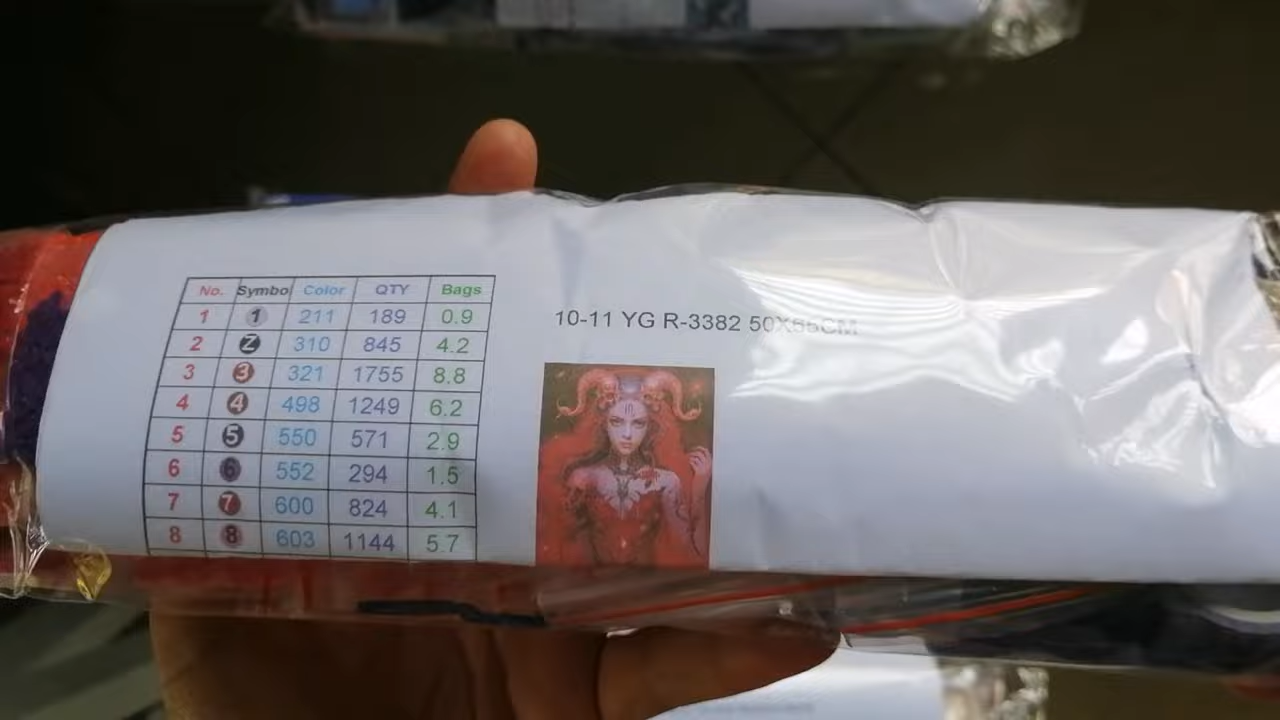 No. Symbo Color QTY Bags
1 1 211 189 0.9
2 2 310 845 4.2
3 3 321 1755 8.8
4 4 498 1249 6.2
5 5 550 571 2.9
6 6 552 294 1.5
7 7 600 824 4.1
8 8 603 1144 5.7
10-11 YG R-3382